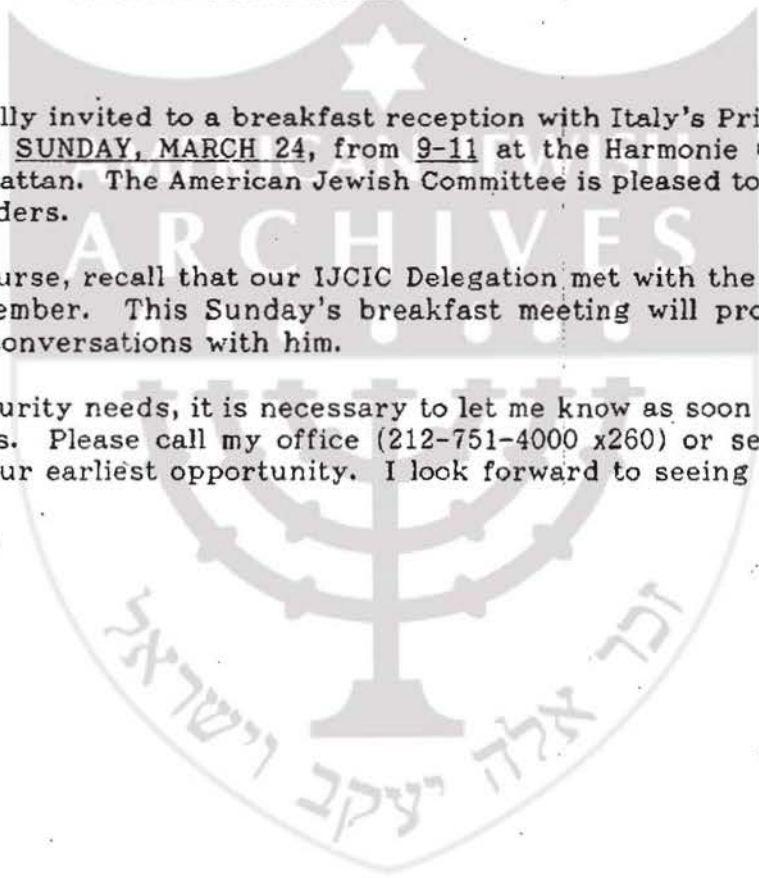 lly invited to a breakfast reception with Italy's Pri
SUNDAY, MARCH 24, from 9-11 at the Harmonie
attan. The American Jewish Committee is pleased to
ders.
urse, recall that our IJCIC Delegation met with the
ember. This Sunday's breakfast meeting will pro
onversations with him.
urity needs, it is necessary to let me know as soon
s. Please call my office (212-751-4000 x260) or se
ur earliest opportunity. I look forward to seeing
AMERICAN JEWISH
ARCHIVES
זכר אלה יעקב וישראל